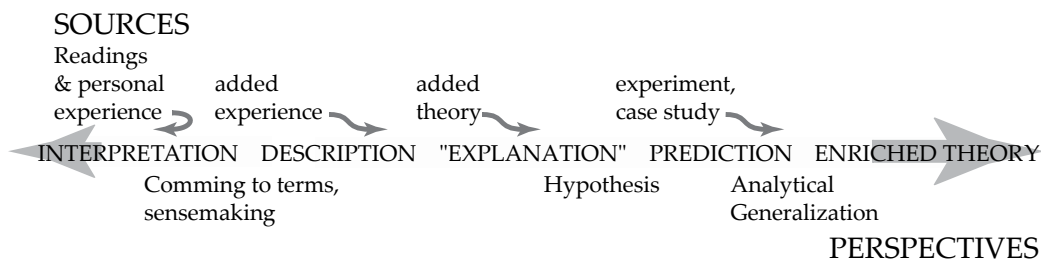 SOURCES
Readings
& personal
experience
added
experience
added
theory
experiment,
case study
INTERPRETATION DESCRIPTION "EXPLANATION" PREDICTION ENRICHED THEORY
Comming to terms,
sensemaking
Hypothesis
Analytical
Generalization
PERSPECTIVES